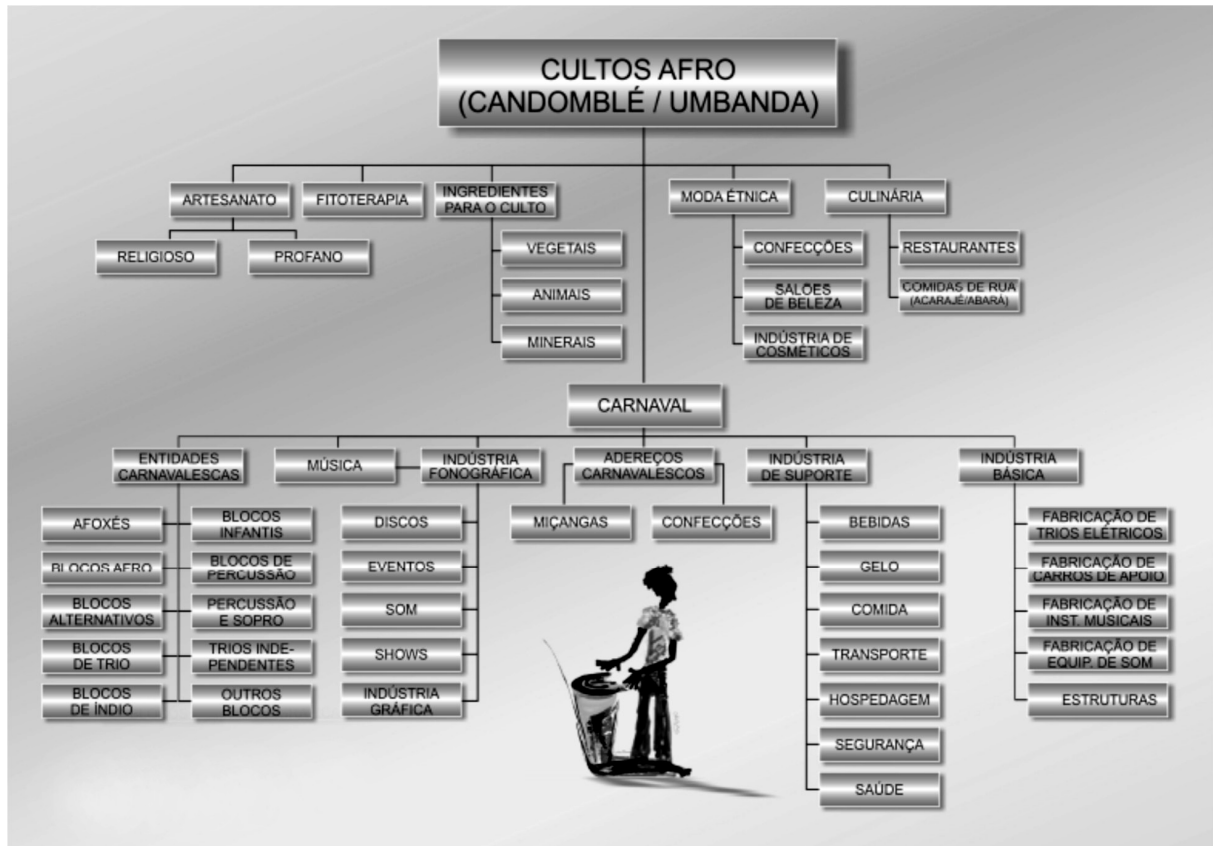 CULTOS AFRO
(CANDOMBLÉ / UMBANDA)
ARTESANATO
FITOTERAPIA
INGREDIENTES
PARA O CULTO
MODA ÉTNICA
CULINÁRIA
RELIGIOSO
PROFANO
VEGETAIS
ANIMAIS
MINERAIS
CONFECÇÕES
SALÕES
DE BELEZA
INDÚSTRIA DE
COSMÉTICOS
RESTAURANTES
COMIDAS DE RUA
(ACARAJÉ/ABARÁ)
CARNAVAL
ENTIDADES
CARNAVALESCAS
MÚSICA
INDÚSTRIA
FONOGRÁFICA
ADEREÇOS
CARNAVALESCOS
INDÚSTRIA
DE SUPORTE
INDÚSTRIA
BÁSICA
AFOXÉS
BLOCOS AFRO
BLOCOS
ALTERNATIVOS
BLOCOS
DE TRIO
BLOCOS
DE ÍNDIO
BLOCOS
INFANTIS
BLOCOS DE
PERCUSSÃO
PERCUSSÃO
E SOPRO
TRIOS INDE-
PENDENTES
OUTROS
BLOCOS
DISCOS
EVENTOS
SOM
SHOWS
INDÚSTRIA
GRÁFICA
MIÇANGAS
CONFECÇÕES
BEBIDAS
GELO
COMIDA
TRANSPORTE
HOSPEDAGEM
SEGURANÇA
SAÚDE
FABRICAÇÃO DE
TRIOS ELÉTRICOS
FABRICAÇÃO DE
CARROS DE APOIO
FABRICAÇÃO DE
INST. MUSICAIS
FABRICAÇÃO DE
EQUIP. DE SOM
ESTRUTURAS